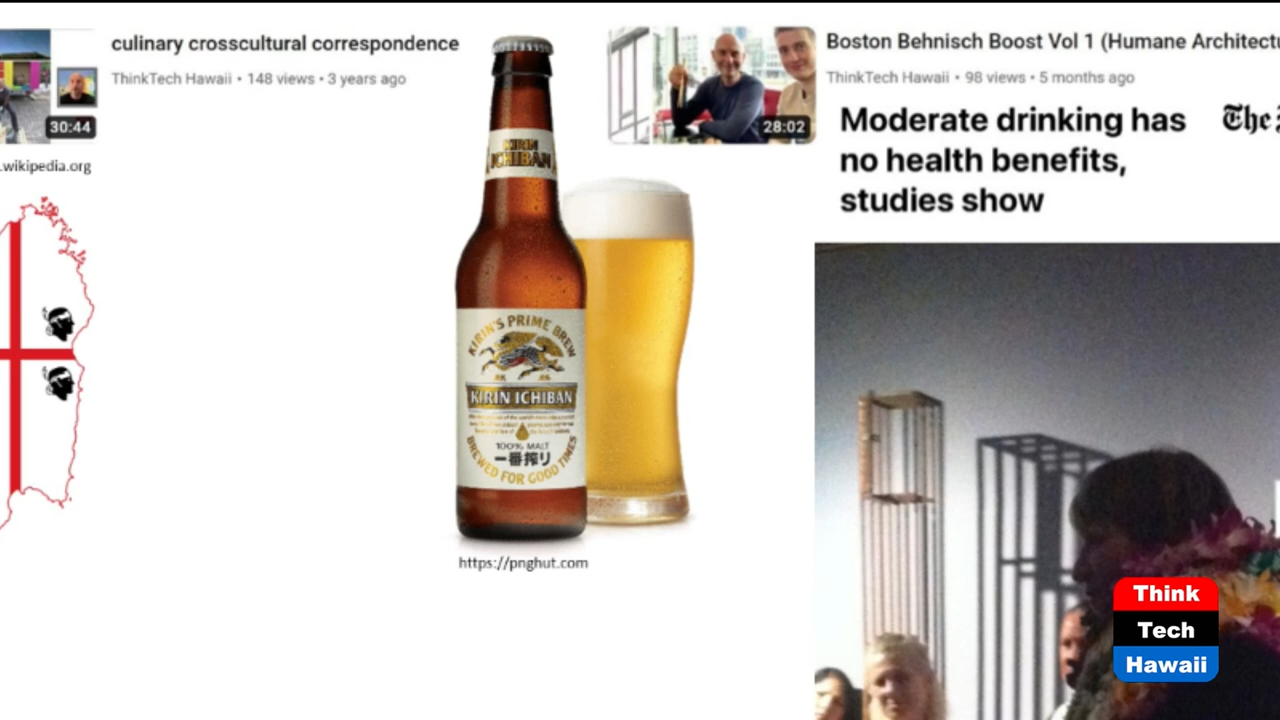 culinary crosscultural correspondence
ThinkTech Hawaii • 148 views • 3 years ago
30:44
.wikipedia.org
KIRIN
ICHIBAN
KIRIN'S PRIME BREW
KIRIN ICHIBAN
100% MALT
一番搾り
BREWED FOR GOOD TIMES
https://pnghut.com
28:02
Boston Behnisch Boost Vol 1 (Humane Architectu
ThinkTech Hawaii • 98 views • 5 months ago
Moderate drinking has
no health benefits,
studies show
The
Think
Tech
Hawaii